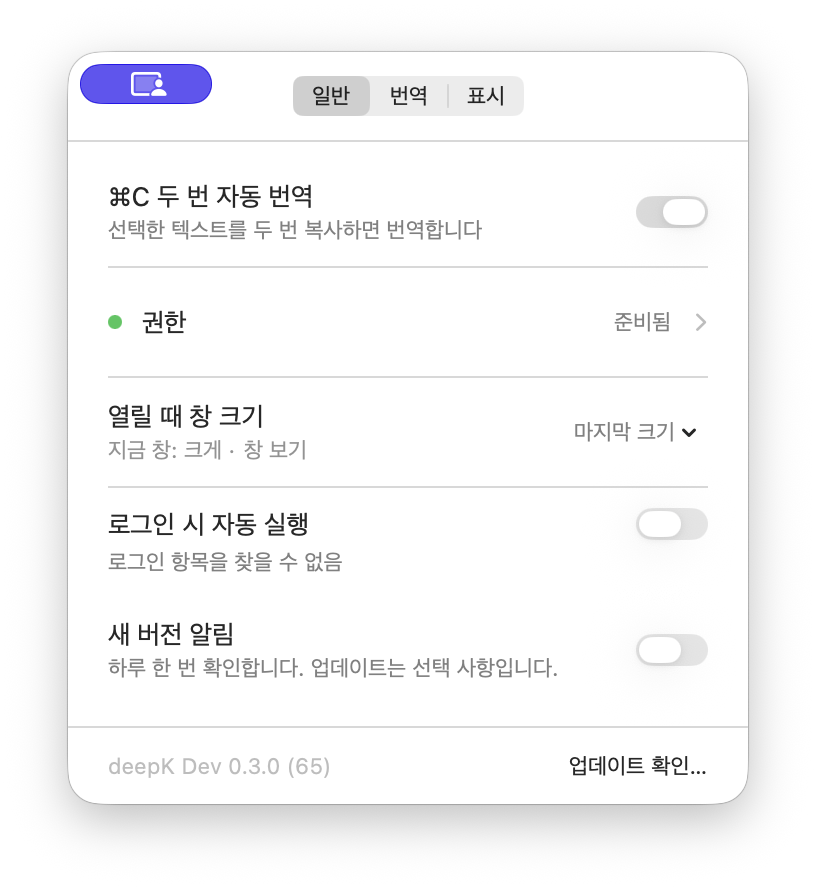 일반
번역
표시
⌘C 두 번 자동 번역
선택한 텍스트를 두 번 복사하면 번역합니다
권한
준비됨
열릴 때 창 크기
지금 창: 크게 · 창 보기
마지막 크기
로그인 시 자동 실행
로그인 항목을 찾을 수 없음
새 버전 알림
하루 한 번 확인합니다. 업데이트는 선택 사항입니다.
deepK Dev 0.3.0 (65)
업데이트 확인...